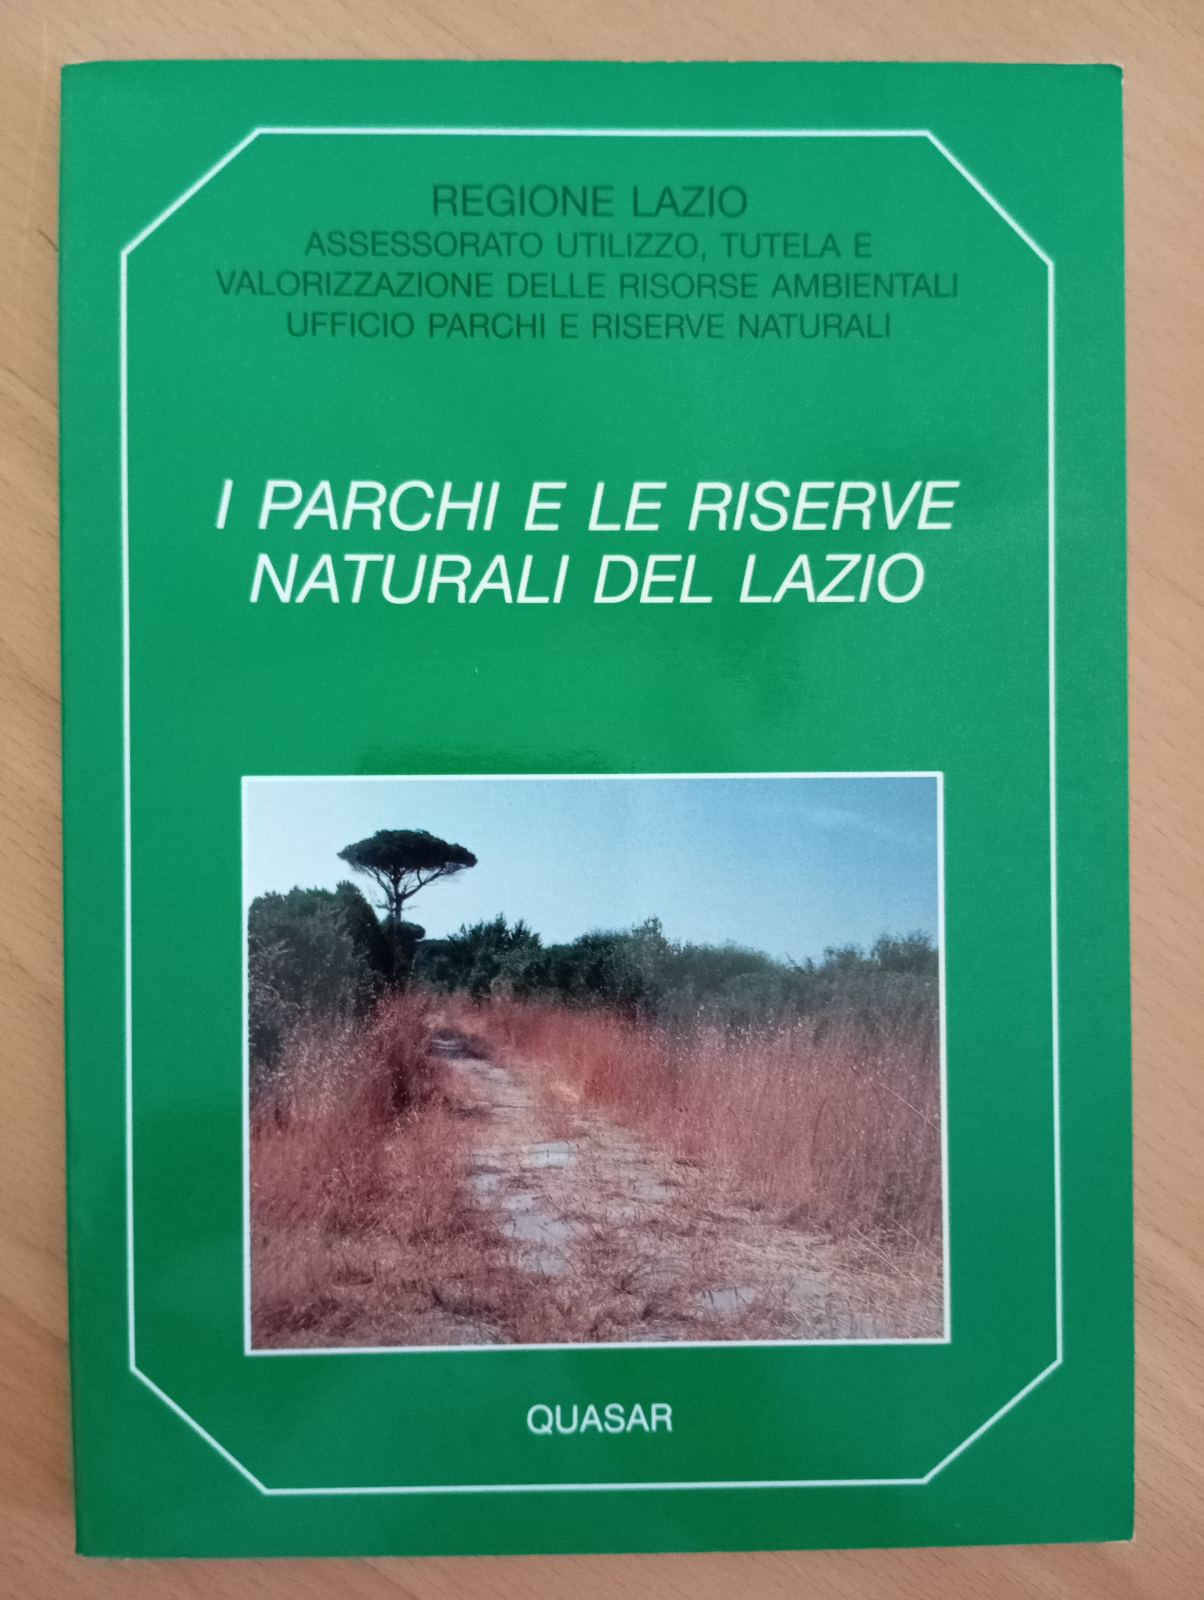 REGIONE LAZIO
ASSESSORATO UTILIZZO, TUTELA E
VALORIZZAZIONE DELLE RISORSE AMBIENTALI
UFFICIO PARCHI E RISERVE NATURALI
I PARCHI E LE RISERVE
NATURALI DEL LAZIO
QUASAR